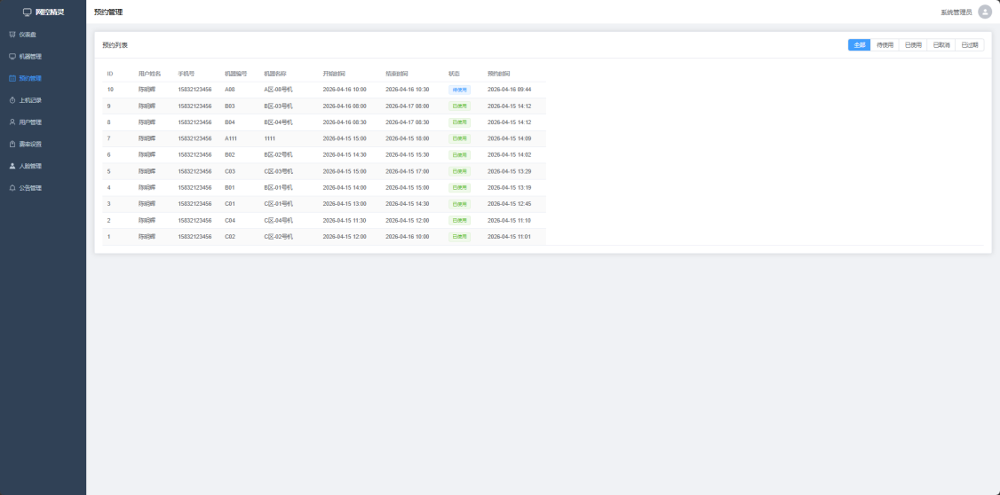 网控精灵
预约管理
系统管理员
仪表盘
机器管理
预约管理
上机记录
用户管理
费率设置
人脸管理
公告管理
预约列表
全部 待使用 已使用 已取消 已过期
ID 用户姓名 手机号 机器编号 机器名称 开始时间 结束时间 状态 预约时间
10 陈明辉 15832123456 A08 A区-08号机 2026-04-16 10:00 2026-04-16 10:30 待使用 2026-04-16 09:44
9 陈明辉 15832123456 B03 B区-03号机 2026-04-16 08:00 2026-04-17 08:00 已使用 2026-04-15 14:12
8 陈明辉 15832123456 B04 B区-04号机 2026-04-16 08:30 2026-04-17 08:30 已使用 2026-04-15 14:12
7 陈明辉 15832123456 A111 1111 2026-04-15 15:00 2026-04-15 18:00 已使用 2026-04-15 14:09
6 陈明辉 15832123456 B02 B区-02号机 2026-04-15 14:30 2026-04-15 15:30 已使用 2026-04-15 14:02
5 陈明辉 15832123456 C03 C区-03号机 2026-04-15 15:00 2026-04-15 17:00 已使用 2026-04-15 13:29
4 陈明辉 15832123456 B01 B区-01号机 2026-04-15 14:00 2026-04-15 15:00 已使用 2026-04-15 13:19
3 陈明辉 15832123456 C01 C区-01号机 2026-04-15 13:00 2026-04-15 14:30 已使用 2026-04-15 12:45
2 陈明辉 15832123456 C04 C区-04号机 2026-04-15 11:30 2026-04-15 12:00 已使用 2026-04-15 11:10
1 陈明辉 15832123456 C02 C区-02号机 2026-04-15 12:00 2026-04-16 10:00 已使用 2026-04-15 11:01